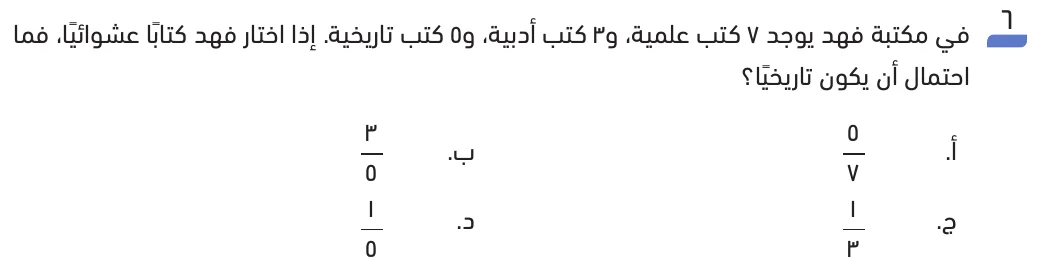 ٦ في مكتبة فهد يوجد ٧ كتب علمية، و٣ كتب أدبية، و٥ كتب تاريخية. إذا اختار فهد كتابًا عشوائيًّا، فما
احتمال أن يكون تاريخيًّا؟
أ. ٥/٧ ب. ٣/٥
ج. ١/٣ د. ١/٥